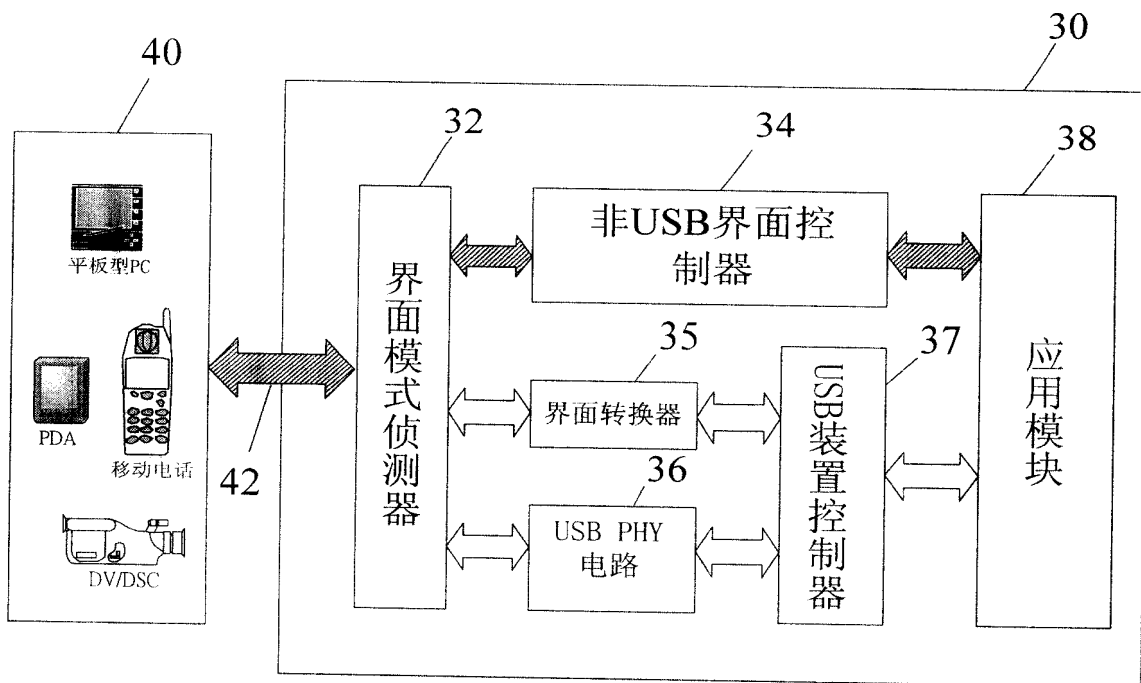 40
30
32
34
38
非USB界面控
制器
平板型PC
界面模式侦测器
35
37
应用模块
界面转换器
USB装置控制器
PDA
移动电话
42
36
USB PHY
电路
DV/DSC